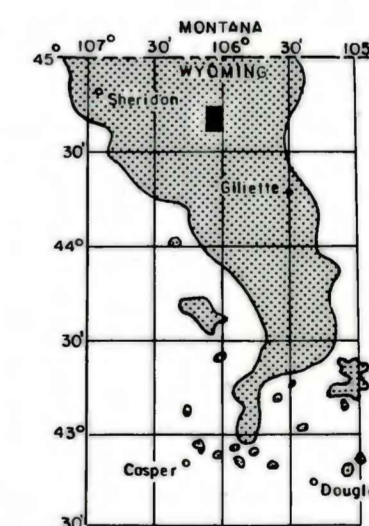 MONTANA
107° 30' 106° 30' 105
45°
WYOMING
Sheridon
30'
Gillette
44°
30'
43°
Casper
Dougl
30'